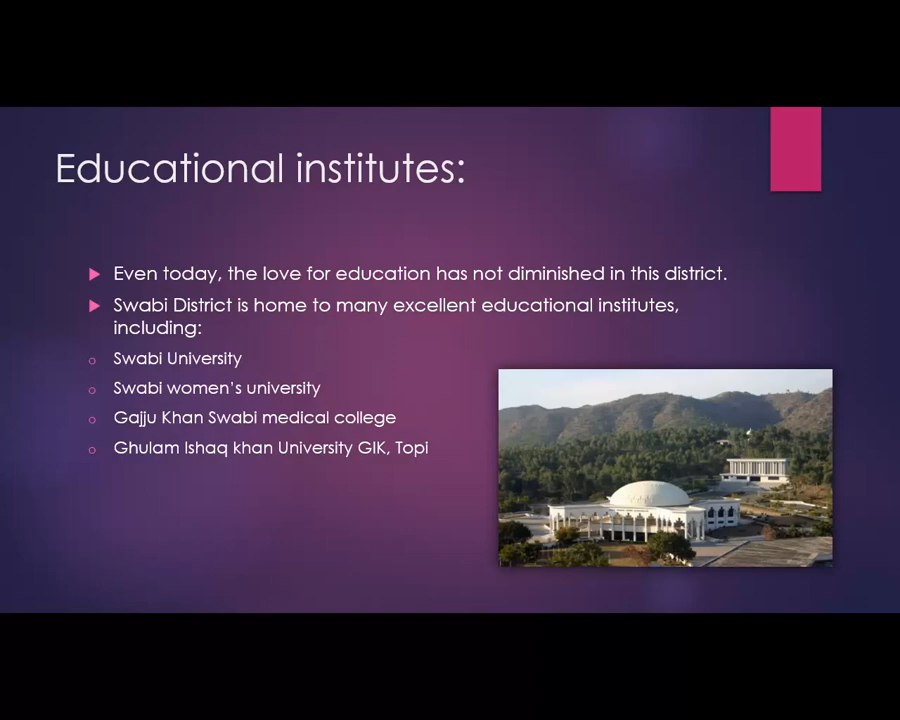 Educational institutes:
Even today, the love for education has not diminished in this district.
Swabi District is home to many excellent educational institutes,
including:
Swabi University
Swabi women's university
Gajju Khan Swabi medical college
Ghulam Ishaq khan University GIK, Topi